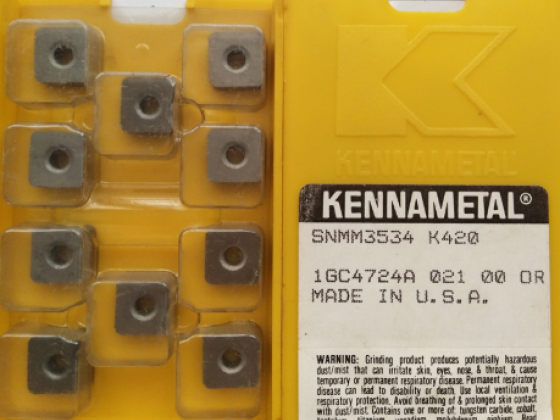 KENNAMETAL
KENNAMETAL®
SNMM3534 K420
1GC4724A 021 00 OR
MADE IN U.S.A.
WARNING: Grinding product produces potentially hazardous
dust/mist that can irritate skin, eyes, nose, & throat, & cause
temporary or permanent respiratory disease. Permanent respiratory
disease can lead to disability or death. Use local ventilation &
respiratory protection. Avoid breathing of & prolonged skin contact
with dust/mist. Contains one or more of: tungsten carbide, cobalt,